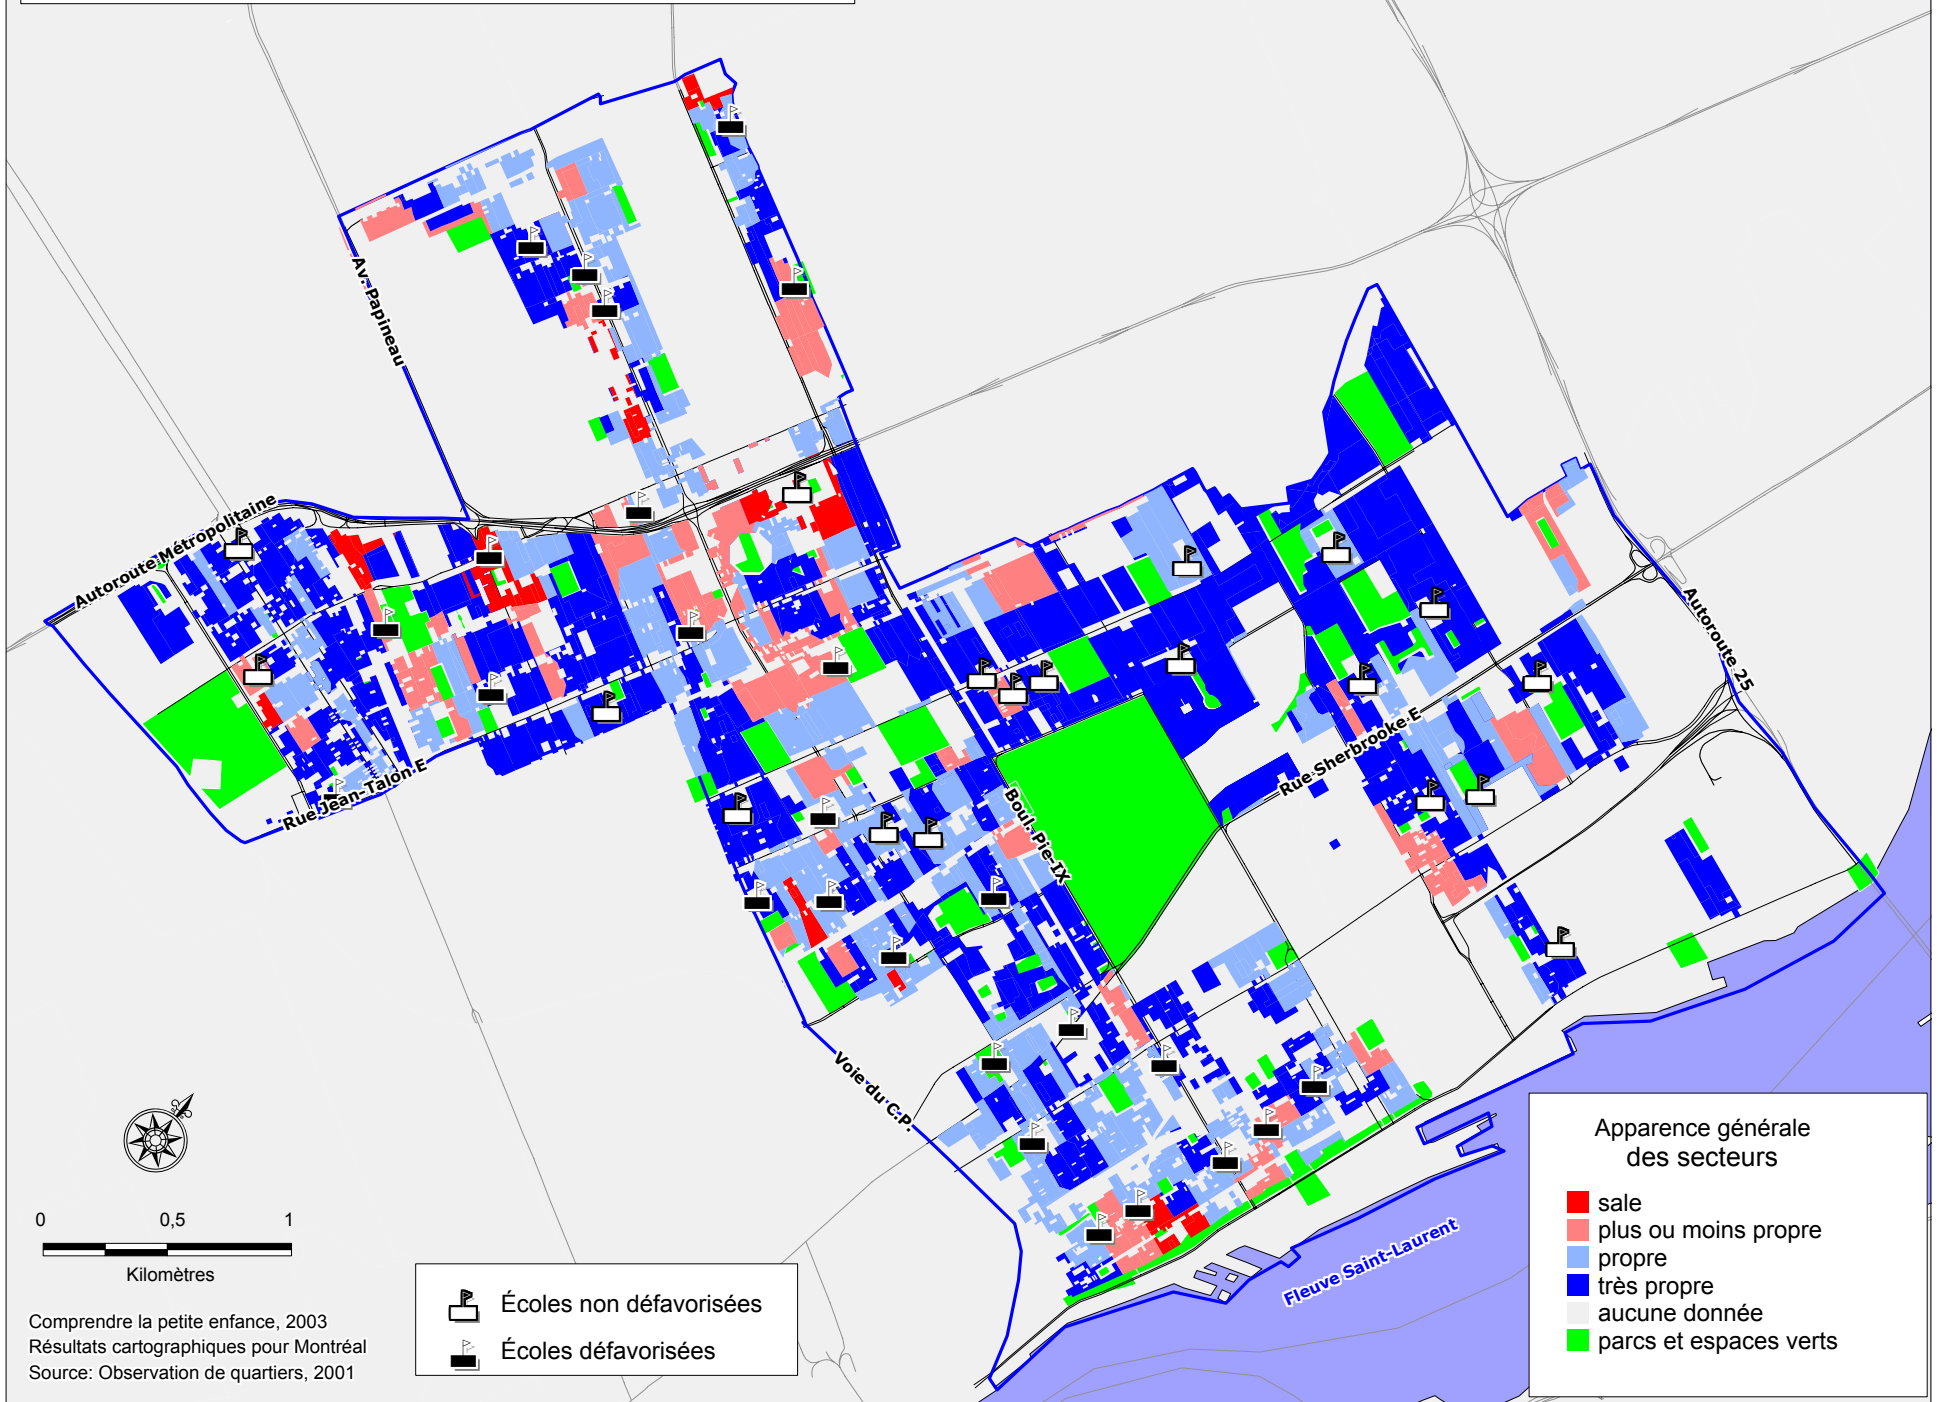 Av. Papineau
Autoroute Métropolitaine
Autoroute 25
Rue Sherbrooke E
Rue Jean-Talon E
Boul. Pie-IX
Voie du C.P.
Fleuve Saint-Laurent
0 0,5 1
Kilomètres
Comprendre la petite enfance, 2003
Résultats cartographiques pour Montréal
Source: Observation de quartiers, 2001
Écoles non défavorisées
Écoles défavorisées
Apparence générale
des secteurs
sale
plus ou moins propre
propre
très propre
aucune donnée
parcs et espaces verts